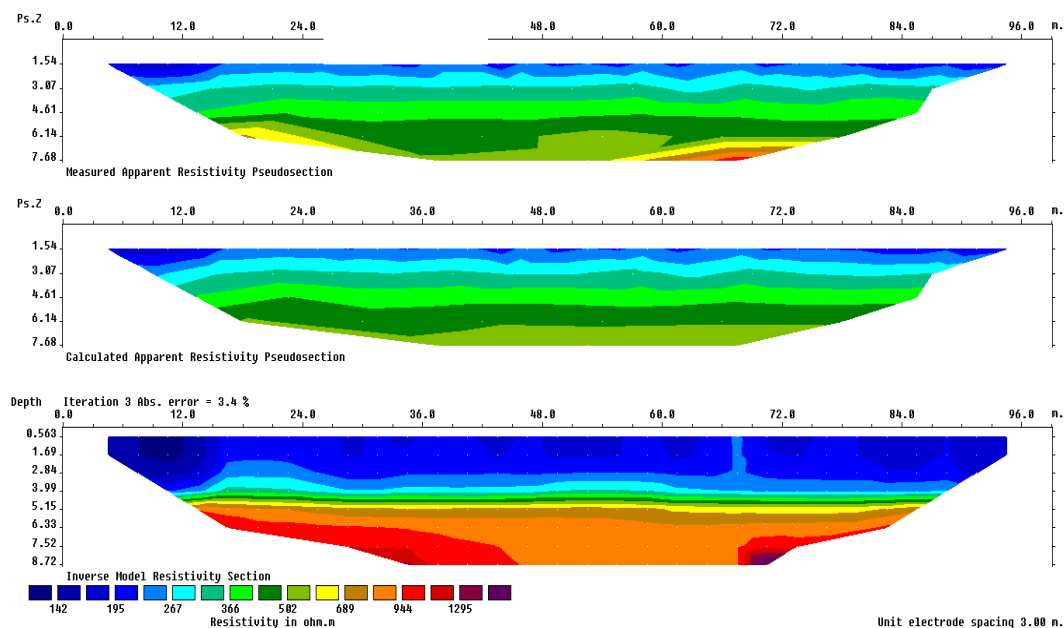 Ps.Z 0.0 12.0 24.0 48.0 60.0 72.0 84.0 96.0 m.
1.54
3.07
4.61
6.14
7.68
Measured Apparent Resistivity Pseudosection
Ps.Z 0.0 12.0 24.0 36.0 48.0 60.0 72.0 84.0 96.0 m.
1.54
3.07
4.61
6.14
7.68
Calculated Apparent Resistivity Pseudosection
Depth Iteration 3 Abs. error = 3.4 %
0.0 12.0 24.0 36.0 48.0 60.0 72.0 84.0 96.0 m.
0.563
1.69
2.84
3.99
5.15
6.33
7.52
8.72
Inverse Model Resistivity Section
142 195 267 366 502 689 944 1295
Resistivity in ohm.m
Unit electrode spacing 3.00 m.